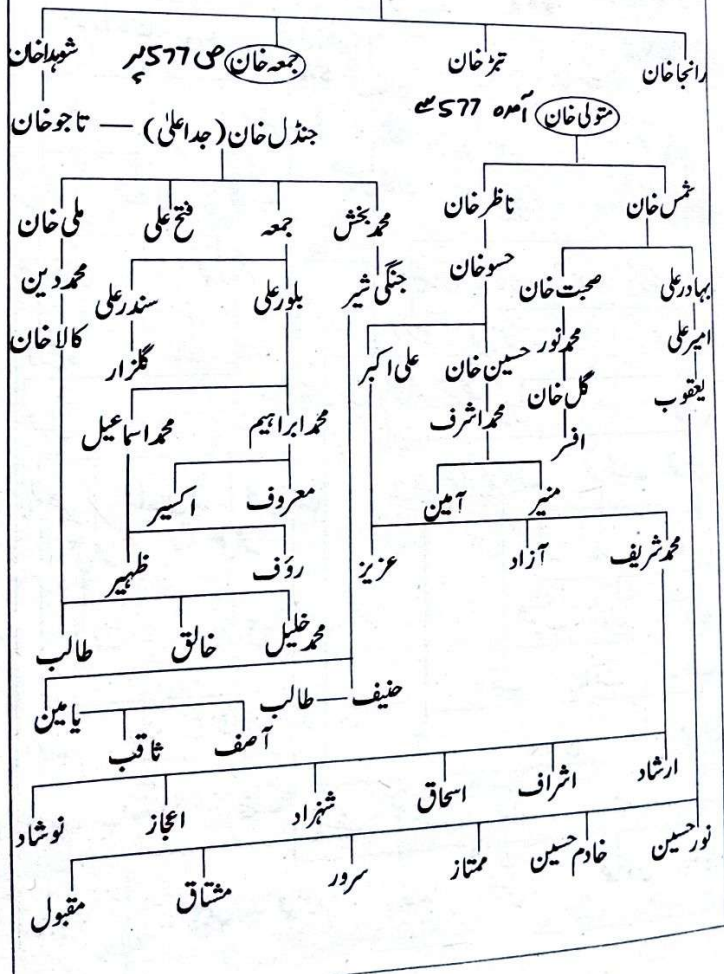 رانجا خان تبڑ خان جمعہ خان ص 577 پر شوہدا خان
متولی خان آمدہ 577 سے
جنڈل خان (جد اعلیٰ) — تاجو خان
شمس خان ناظر خان محمد بخش جمعہ فتح علی ملی خان
بہادر علی صحبت خان حسو خان جنگی شیر بلور علی سندر علی محمد دین
امیر علی محمد نور حسین خان علی اکبر گلزار کالا خان
یعقوب گل خان محمد اشرف محمد ابراہیم محمد اسماعیل
افسر
منیر آمین معروف اکسیر
محمد شریف آزاد عزیز رؤف ظہیر
محمد خلیل خالق طالب
حنیف — طالب یامین
آصف ثاقب
ارشاد اشراف اسحاق شہزاد اعجاز نوشاد
نور حسین خادم حسین ممتاز سرور مشتاق مقبول